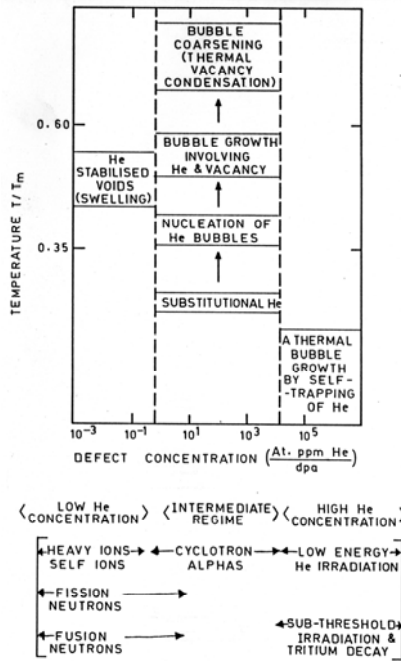 BUBBLE
COARSENING
(THERMAL
VACANCY
CONDENSATION)
0.60
BUBBLE GROWTH
INVOLVING
He & VACANCY
He
STABILISED
VOIDS
(SWELLING)
TEMPERATURE T/Tm
NUCLEATION OF
He BUBBLES
0.35
SUBSTITUTIONAL He
A THERMAL
BUBBLE
GROWTH
BY SELF-
-TRAPPING
OF He
10⁻³ 10⁻¹ 10¹ 10³ 10⁵
DEFECT CONCENTRATION (At. ppm He/dpa)
⟨LOW He CONCENTRATION⟩
⟨INTERMEDIATE REGIME⟩
⟨HIGH He CONCENTRATION⟩
HEAVY IONS
SELF IONS
CYCLOTRON
ALPHAS
LOW ENERGY
He IRRADIATION
FISSION
NEUTRONS
FUSION
NEUTRONS
SUB-THRESHOLD
IRRADIATION &
TRITIUM DECAY